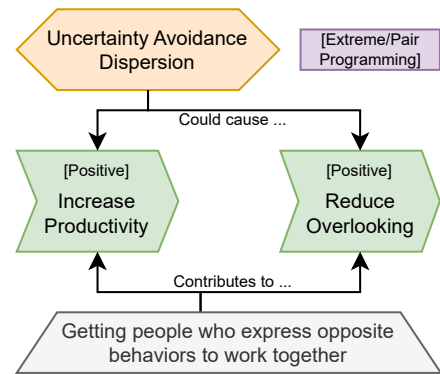 Uncertainty Avoidance
Dispersion
[Extreme/Pair
Programming]
Could cause ...
[Positive]
Increase
Productivity
[Positive]
Reduce
Overlooking
Contributes to ...
Getting people who express opposite
behaviors to work together